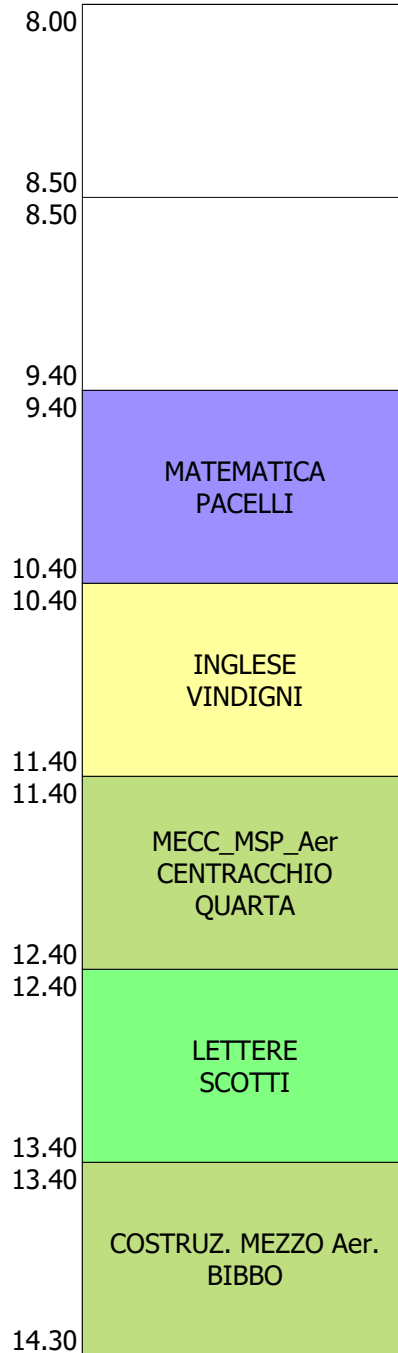 8.00
8.50
8.50
9.40
9.40
MATEMATICA
PACELLI
10.40
10.40
INGLESE
VINDIGNI
11.40
11.40
MECC_MSP_Aer
CENTRACCHIO
QUARTA
12.40
12.40
LETTERE
SCOTTI
13.40
13.40
COSTRUZ. MEZZO Aer.
BIBBO
14.30